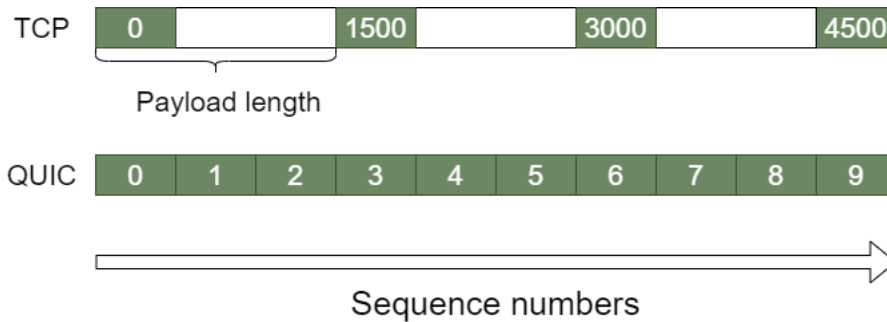 TCP 0 1500 3000 4500
Payload length
QUIC 0 1 2 3 4 5 6 7 8 9
Sequence numbers